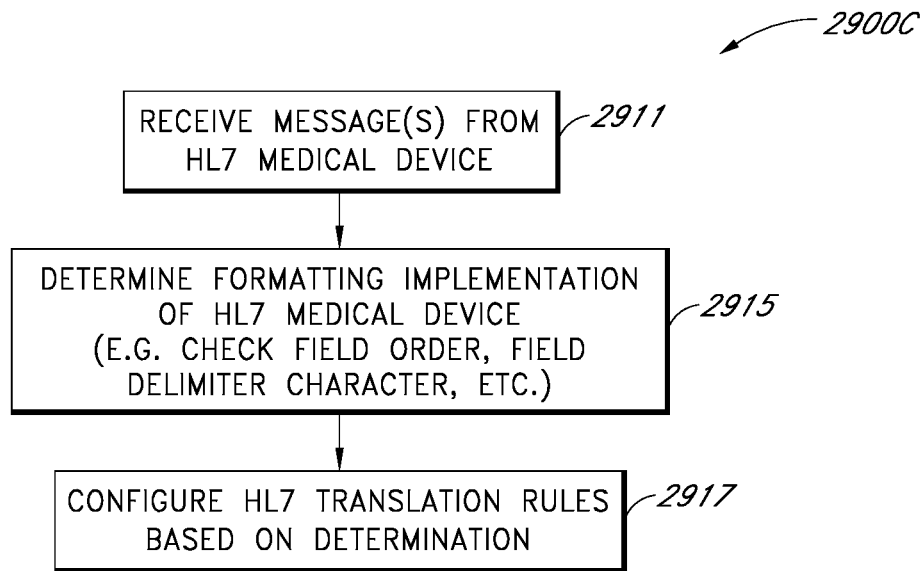 2900C
RECEIVE MESSAGE(S) FROM
HL7 MEDICAL DEVICE
2911
DETERMINE FORMATTING IMPLEMENTATION
OF HL7 MEDICAL DEVICE
(E.G. CHECK FIELD ORDER, FIELD
DELIMITER CHARACTER, ETC.)
2915
CONFIGURE HL7 TRANSLATION RULES
BASED ON DETERMINATION
2917